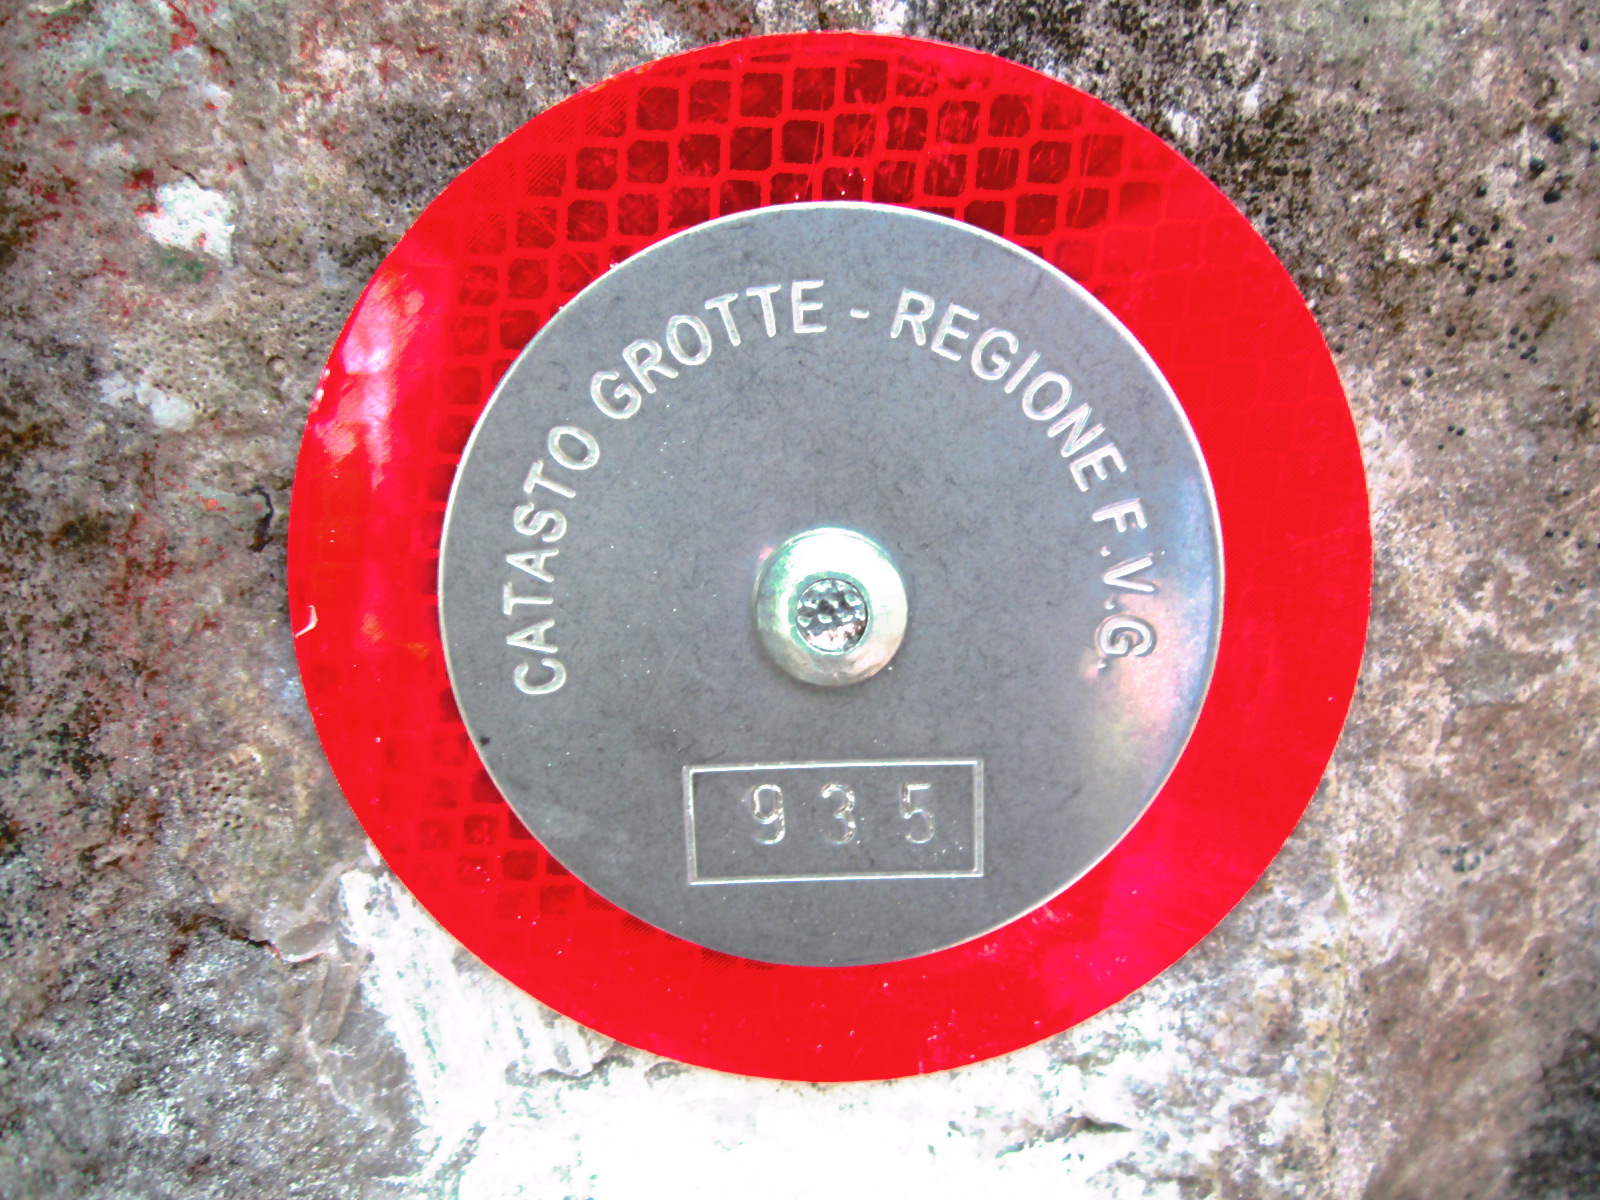 CATASTO GROTTE - REGIONE F.V.G.
935